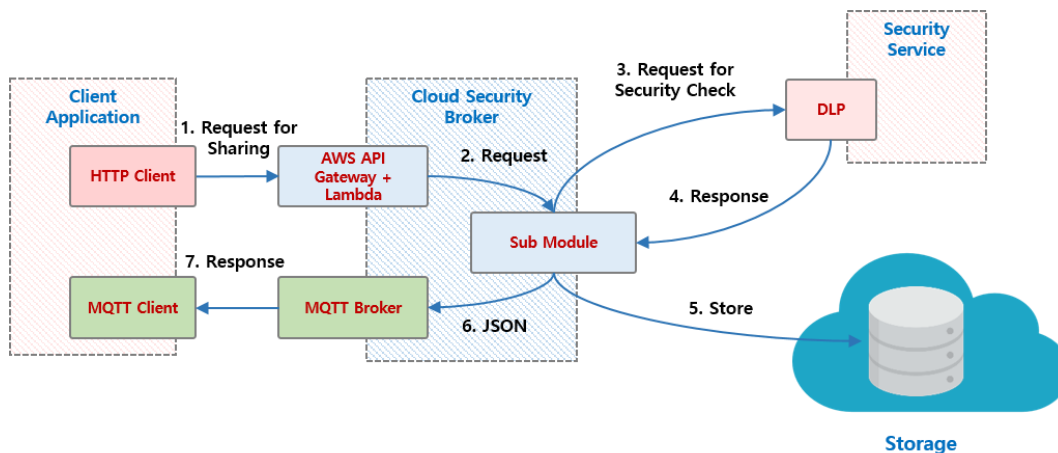 Security
Service
3. Request for
Security Check
DLP
Client
Application
Cloud Security
Broker
1. Request for
Sharing
HTTP Client
AWS API
Gateway +
Lambda
2. Request
4. Response
Sub Module
7. Response
MQTT Client
MQTT Broker
6. JSON
5. Store
Storage